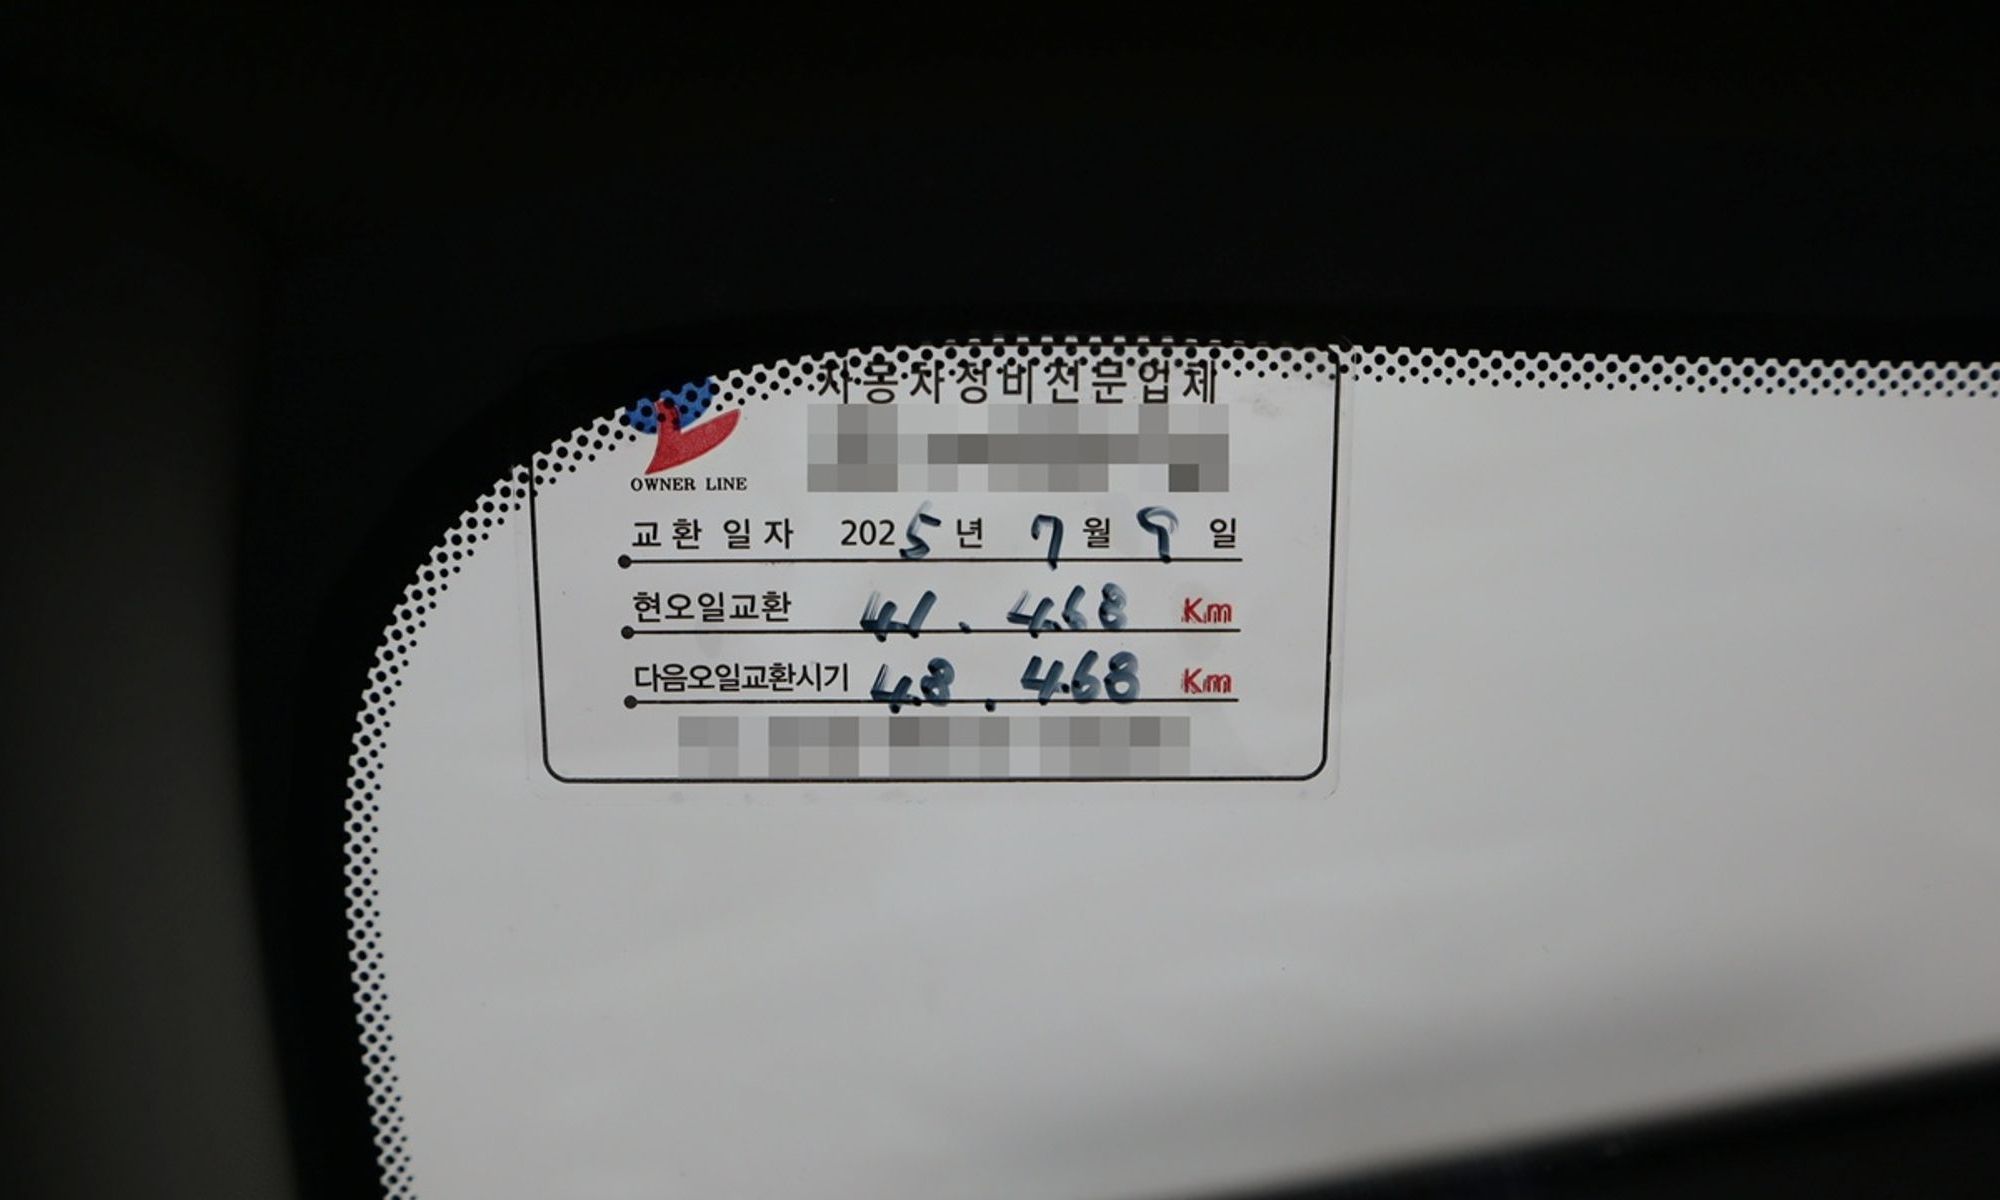 자동차정비전문업체
OWNER LINE
교환일자 2025년 7월 9일
현오일교환 41.468 Km
다음오일교환시기 48.468 Km